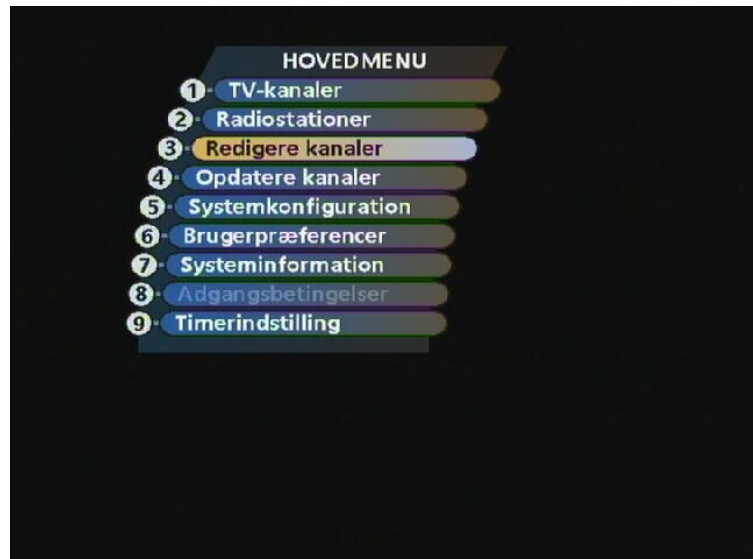 HOVEDMENU
1 TV-kanaler
2 Radiostationer
3 Redigere kanaler
4 Opdatere kanaler
5 Systemkonfiguration
6 Brugerpræferencer
7 Systeminformation
8 Adgangsbetingelser
9 Timerindstilling